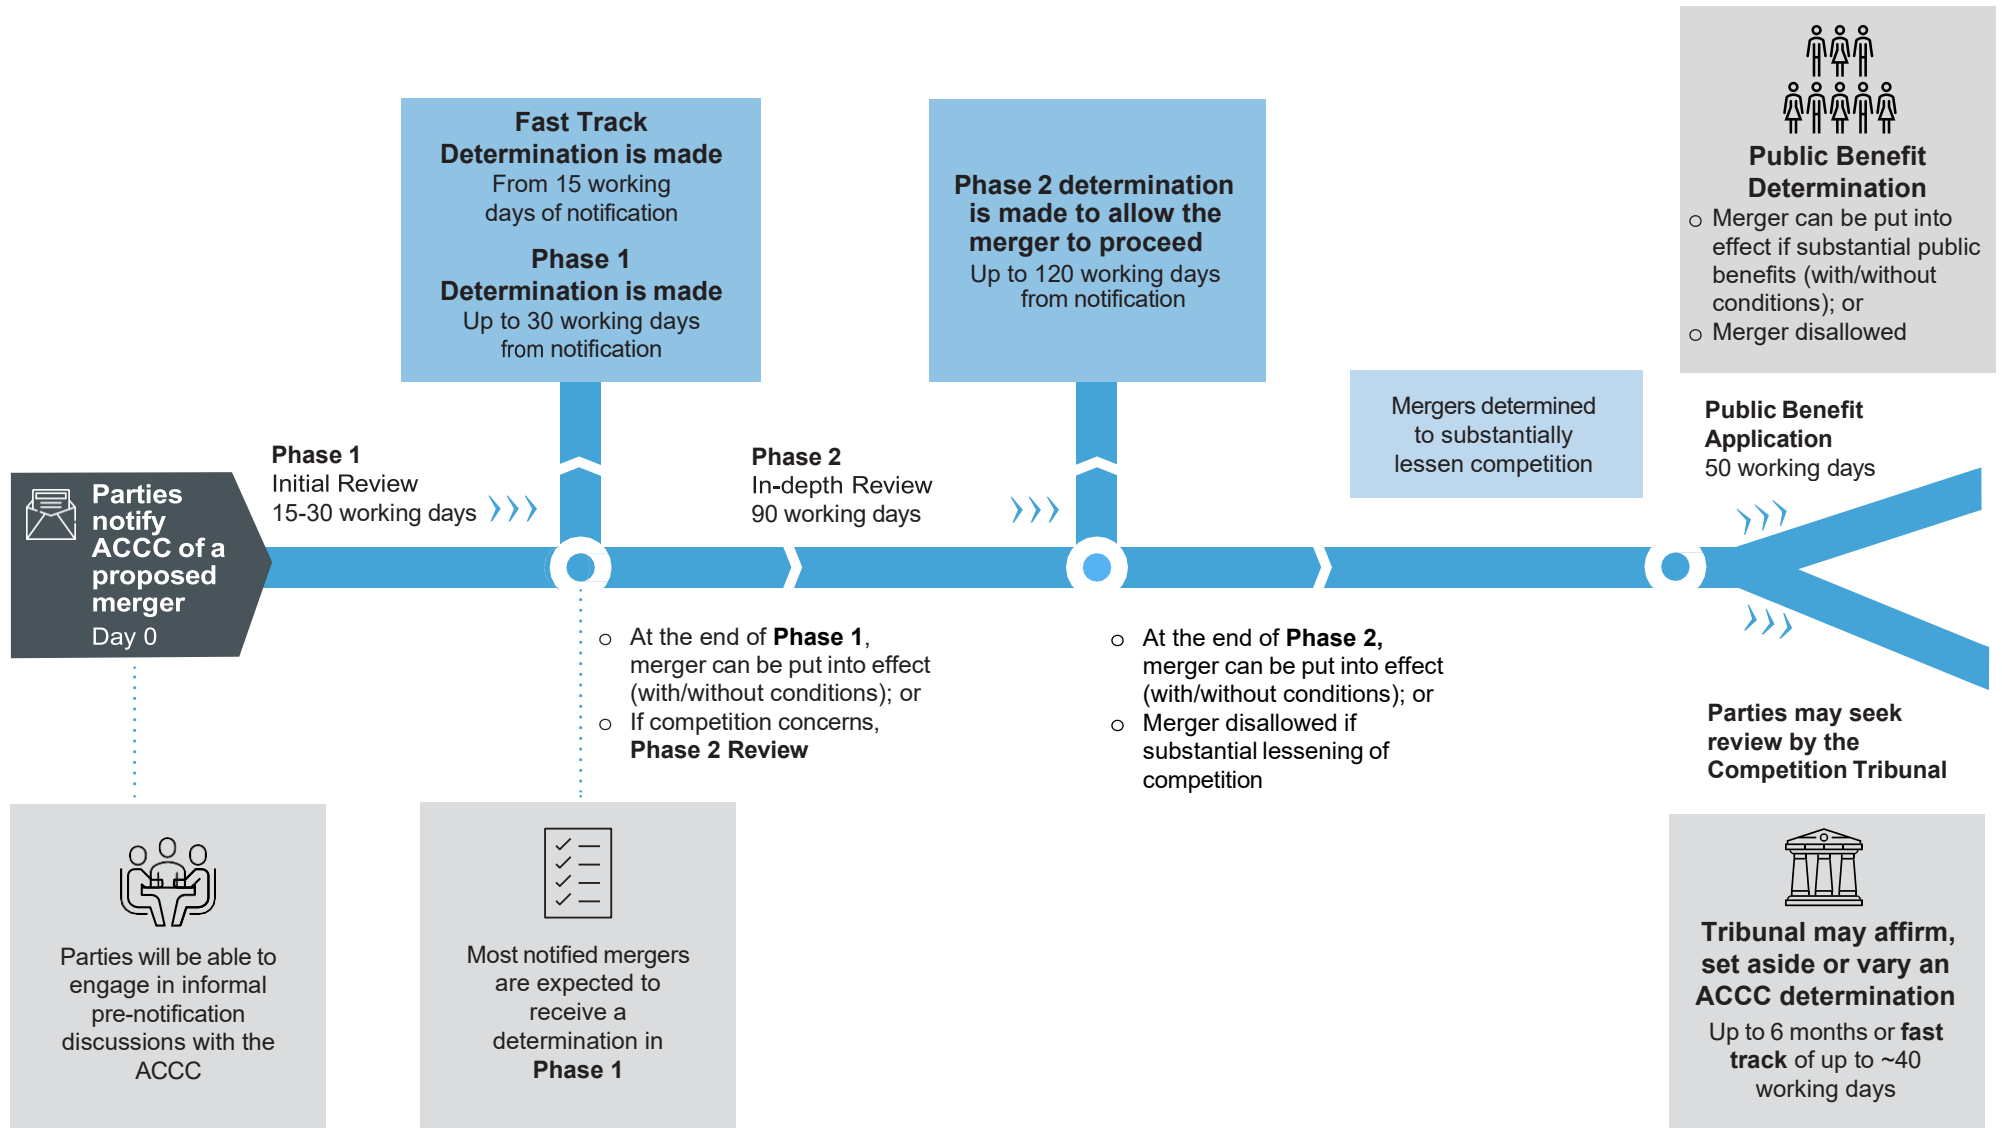 Parties
notify
ACCC of a
proposed
merger
Day 0
Parties will be able to
engage in informal
pre-notification
discussions with the
ACCC
Phase 1
Initial Review
15-30 working days
Fast Track
Determination is made
From 15 working
days of notification
Phase 1
Determination is made
Up to 30 working days
from notification
o At the end of Phase 1,
merger can be put into effect
(with/without conditions); or
o If competition concerns,
Phase 2 Review
Most notified mergers
are expected to
receive a
determination in
Phase 1
Phase 2
In-depth Review
90 working days
Phase 2 determination
is made to allow the
merger to proceed
Up to 120 working days
from notification
o At the end of Phase 2,
merger can be put into effect
(with/without conditions); or
o Merger disallowed if
substantial lessening of
competition
Mergers determined
to substantially
lessen competition
Public Benefit
Determination
o Merger can be put into
effect if substantial public
benefits (with/without
conditions); or
o Merger disallowed
Public Benefit
Application
50 working days
Parties may seek
review by the
Competition Tribunal
Tribunal may affirm,
set aside or vary an
ACCC determination
Up to 6 months or fast
track of up to ~40
working days